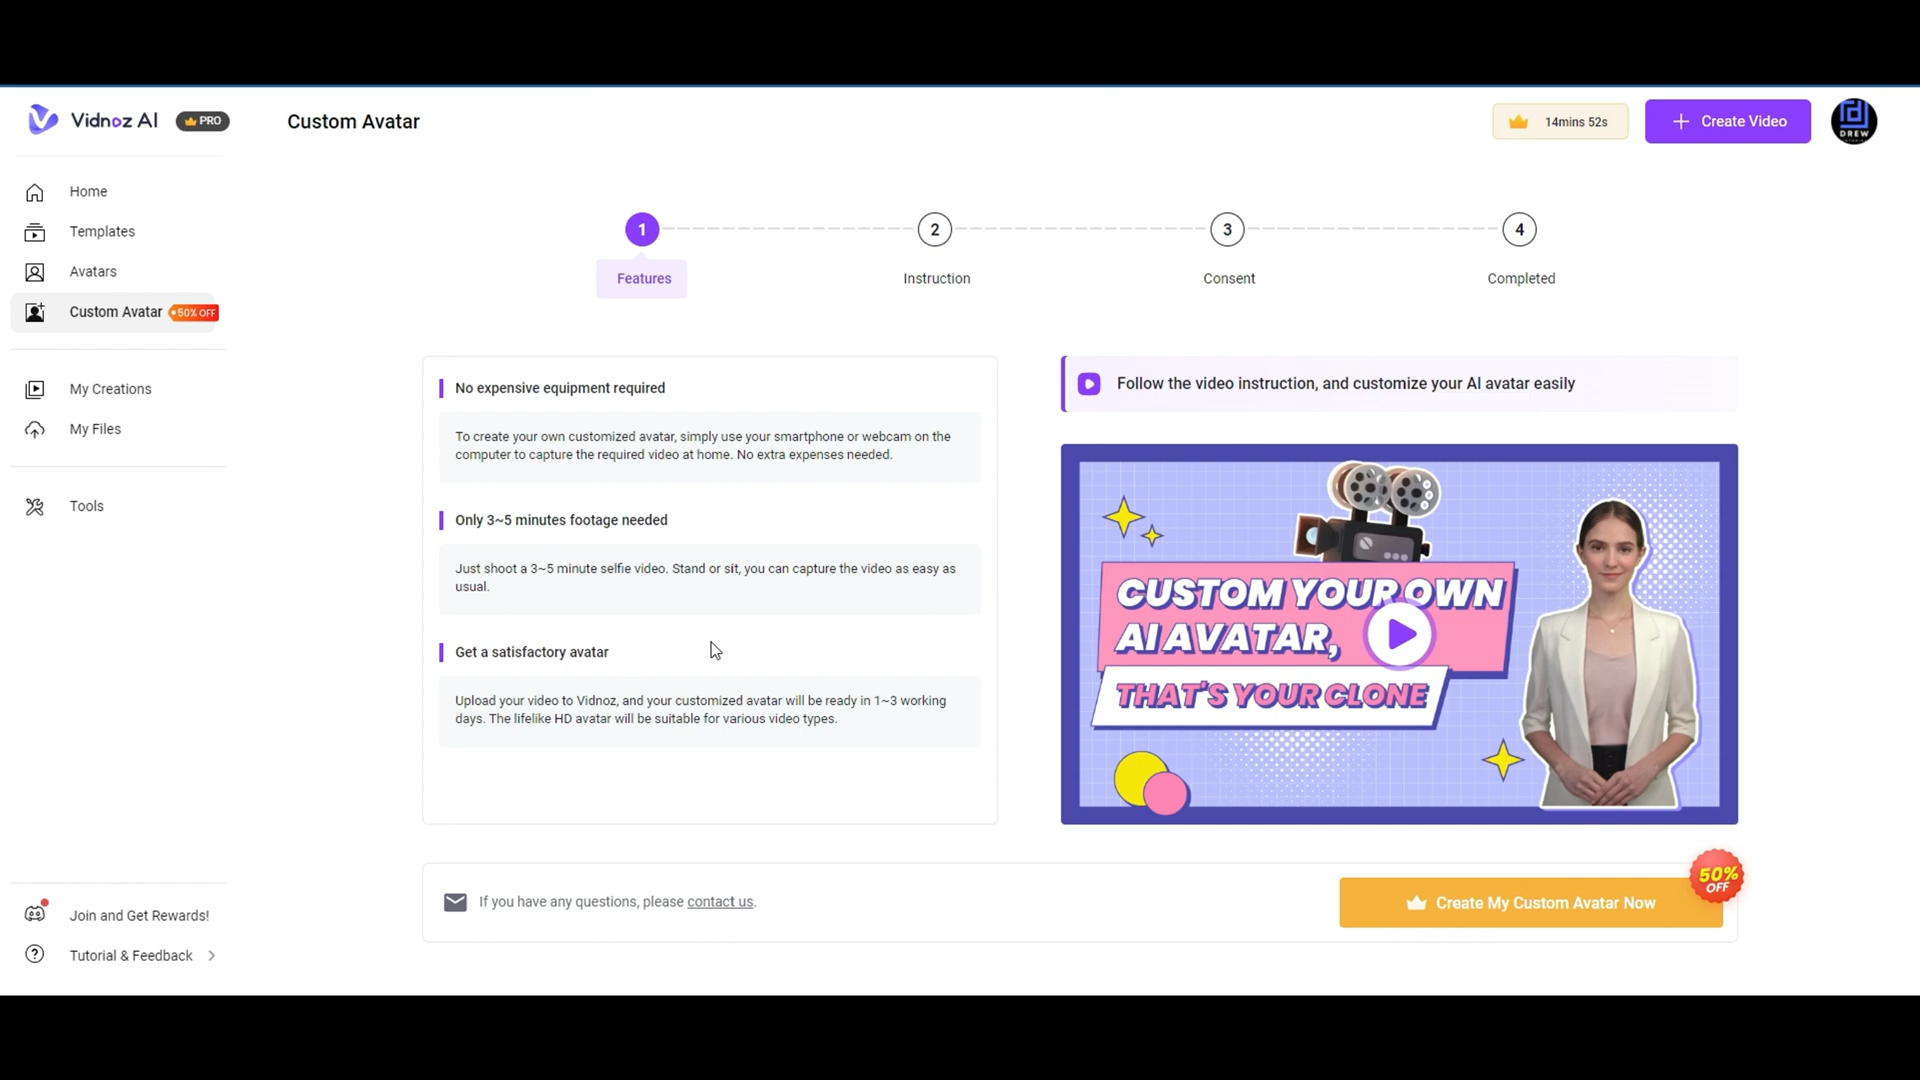 Vidnoz AI
PRO
Custom Avatar
14mins 52s
Create Video
DREW
Home
Templates
Avatars
Custom Avatar
50% OFF
My Creations
My Files
Tools
Join and Get Rewards!
Tutorial & Feedback
1
2
3
4
Features
Instruction
Consent
Completed
No expensive equipment required
To create your own customized avatar, simply use your smartphone or webcam on the
computer to capture the required video at home. No extra expenses needed.
Only 3~5 minutes footage needed
Just shoot a 3~5 minute selfie video. Stand or sit, you can capture the video as easy as
usual.
Get a satisfactory avatar
Upload your video to Vidnoz, and your customized avatar will be ready in 1~3 working
days. The lifelike HD avatar will be suitable for various video types.
Follow the video instruction, and customize your AI avatar easily
CUSTOM YOUR OWN
AI AVATAR,
THAT'S YOUR CLONE
If you have any questions, please contact us.
Create My Custom Avatar Now
50%
OFF